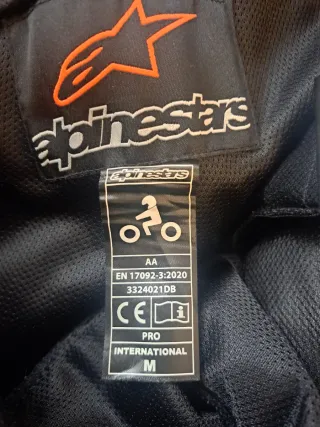 alpinestars
alpinestars
AA
EN 17092-3:2020
3324021DB
CE i
PRO
INTERNATIONAL
M